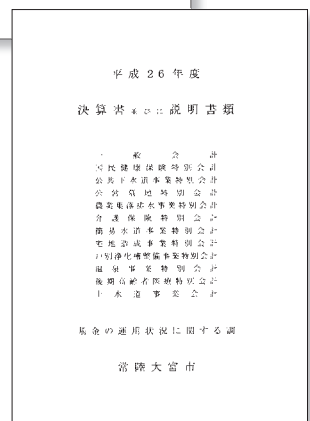 平成26年度
決算書並びに説明書類
一般会計
国民健康保険特別会計
公共下水道事業特別会計
公営墓地特別会計
農業集落排水事業特別会計
介護保険特別会計
簡易水道事業特別会計
宅地造成事業特別会計
戸別浄化槽整備事業特別会計
温泉事業特別会計
後期高齢者医療特別会計
上水道事業会計
基金の運用状況に関する調
常陸大宮市